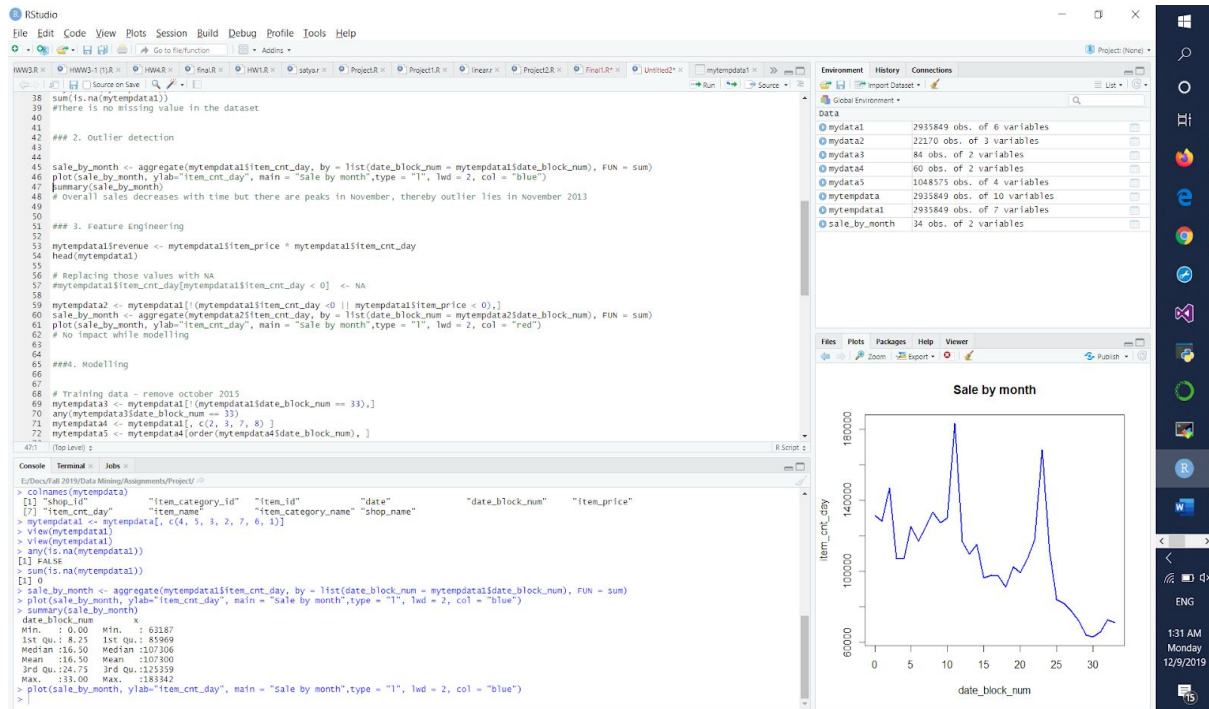 RStudio
File Edit Code View Plots Session Build Debug Profile Tools Help
Go to file/function Addins Project: (None)
HWW3.R HWW3-1 (1).R HW4.R final.R HW1.R satya.r Project.R Project1.R linear.r Project2.R Final1.R* Untitled2* mytempdata1
Source on Save Run Source
38 sum(is.na(mytempdata1))
39 #There is no missing value in the dataset
40
41
42 ### 2. Outlier detection
43
44
45 sale_by_month <- aggregate(mytempdata1$item_cnt_day, by = list(date_block_num = mytempdata1$date_block_num), FUN = sum)
46 plot(sale_by_month, ylab="item_cnt_day", main = "Sale by month",type = "l", lwd = 2, col = "blue")
47 summary(sale_by_month)
48 # Overall sales decreases with time but there are peaks in November, thereby outlier lies in November 2013
49
50
51 ### 3. Feature Engineering
52
53 mytempdata1$revenue <- mytempdata1$item_price * mytempdata1$item_cnt_day
54 head(mytempdata1)
55
56 # Replacing those values with NA
57 #mytempdata1$item_cnt_day[mytempdata1$item_cnt_day < 0] <- NA
58
59 mytempdata2 <- mytempdata1[!(mytempdata1$item_cnt_day <0 || mytempdata1$item_price < 0),]
60 sale_by_month <- aggregate(mytempdata2$item_cnt_day, by = list(date_block_num = mytempdata2$date_block_num), FUN = sum)
61 plot(sale_by_month, ylab="item_cnt_day", main = "Sale by month",type = "l", lwd = 2, col = "red")
62 # No impact while modelling
63
64
65 ###4. Modelling
66
67
68 # Training data - remove october 2015
69 mytempdata3 <- mytempdata1[!(mytempdata1$date_block_num == 33),]
70 any(mytempdata3$date_block_num == 33)
71 mytempdata4 <- mytempdata1[, c(2, 3, 7, 8) ]
72 mytempdata5 <- mytempdata4[order(mytempdata4$date_block_num), ]
47:1 (Top Level) R Script
Console Terminal Jobs
E:/Docs/Fall 2019/Data Mining/Assignments/Project/
> colnames(mytempdata)
[1] "shop_id" "item_category_id" "item_id" "date" "date_block_num" "item_price"
[7] "item_cnt_day" "item_name" "item_category_name" "shop_name"
> mytempdata1 <- mytempdata[, c(4, 5, 3, 2, 7, 6, 1)]
> View(mytempdata1)
> View(mytempdata1)
> any(is.na(mytempdata1))
[1] FALSE
> sum(is.na(mytempdata1))
[1] 0
> sale_by_month <- aggregate(mytempdata1$item_cnt_day, by = list(date_block_num = mytempdata1$date_block_num), FUN = sum)
> plot(sale_by_month, ylab="item_cnt_day", main = "Sale by month",type = "l", lwd = 2, col = "blue")
> summary(sale_by_month)
date_block_num x
Min. : 0.00 Min. : 63187
1st Qu.: 8.25 1st Qu.: 85969
Median :16.50 Median :107306
Mean :16.50 Mean :107300
3rd Qu.:24.75 3rd Qu.:125359
Max. :33.00 Max. :183342
> plot(sale_by_month, ylab="item_cnt_day", main = "Sale by month",type = "l", lwd = 2, col = "blue")
>
Environment History Connections
Import Dataset List
Global Environment
Data
mydata1 2935849 obs. of 6 variables
mydata2 22170 obs. of 3 variables
mydata3 84 obs. of 2 variables
mydata4 60 obs. of 2 variables
mydata5 1048575 obs. of 4 variables
mytempdata 2935849 obs. of 10 variables
mytempdata1 2935849 obs. of 7 variables
sale_by_month 34 obs. of 2 variables
Files Plots Packages Help Viewer
Zoom Export Publish
Sale by month
item_cnt_day
180000
140000
100000
60000
0 5 10 15 20 25 30
date_block_num
R
W
ENG
1:31 AM
Monday
12/9/2019
15